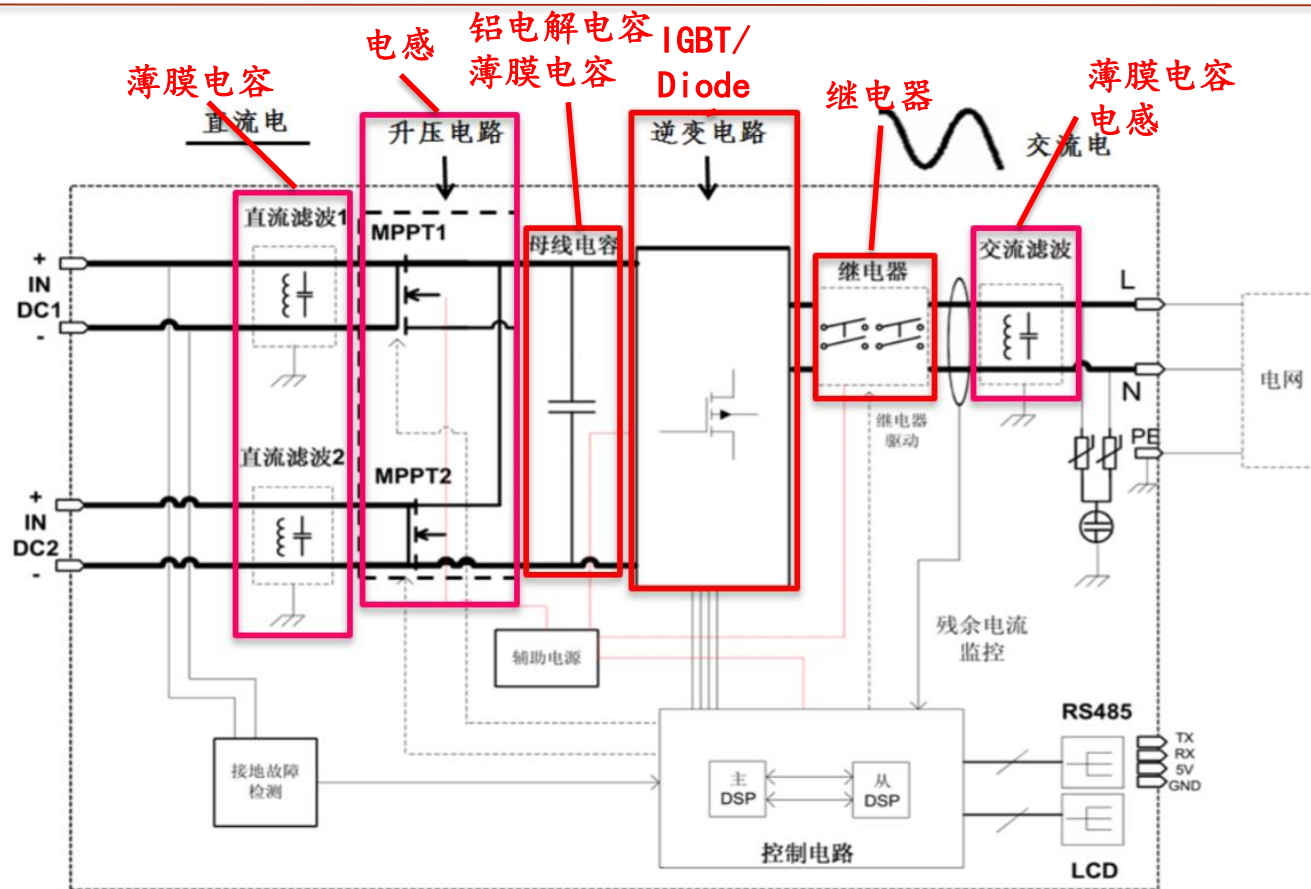 薄膜电容
电感
铝电解电容
薄膜电容
IGBT/
Diode
继电器
薄膜电容
电感
直流电
升压电路
逆变电路
交流电
直流滤波1
MPPT1
母线电容
继电器
交流滤波
+
IN
DC1
-
L
N
PE
电网
继电器
驱动
直流滤波2
MPPT2
+
IN
DC2
-
辅助电源
残余电流
监控
接地故障
检测
主
DSP
从
DSP
控制电路
RS485
TX
RX
5V
GND
LCD